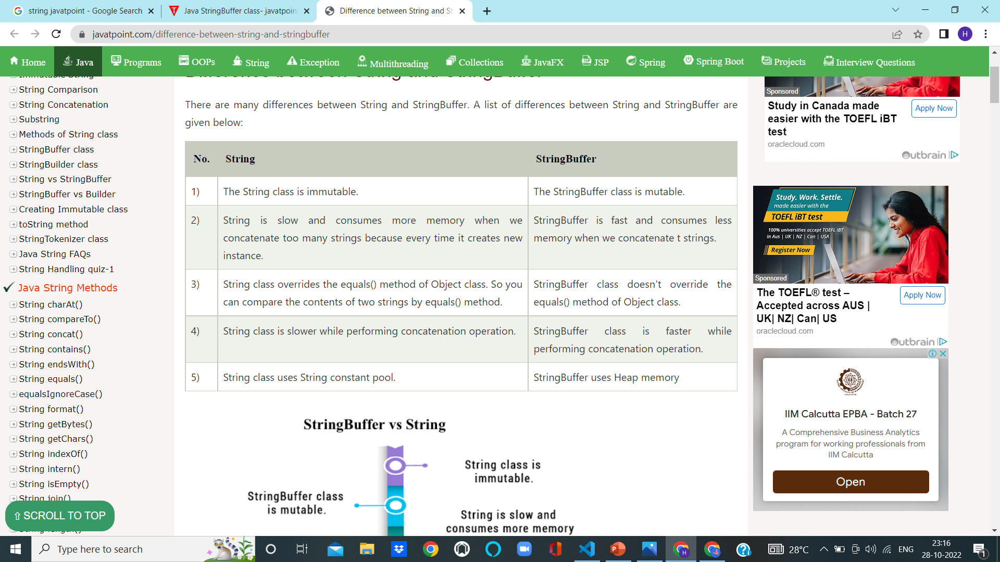 string javatpoint - Google Search
Java StringBuffer class- javatpoin
Difference between String and St
javatpoint.com/difference-between-string-and-stringbuffer
H
Home
Java
Programs
OOPs
String
Exception
Multithreading
Collections
JavaFX
JSP
Spring
Spring Boot
Projects
Interview Questions
Immutable String
String Comparison
String Concatenation
Substring
Methods of String class
StringBuffer class
StringBuilder class
String vs StringBuffer
StringBuffer vs Builder
Creating Immutable class
toString method
StringTokenizer class
Java String FAQs
String Handling quiz-1
Java String Methods
String charAt()
String compareTo()
String concat()
String contains()
String endsWith()
String equals()
equalsIgnoreCase()
String format()
String getBytes()
String getChars()
String indexOf()
String intern()
String isEmpty()
String join()
⇧ SCROLL TO TOP
String length()
Difference between String and StringBuffer
There are many differences between String and StringBuffer. A list of differences between String and StringBuffer are
given below:
No. String StringBuffer
1) The String class is immutable. The StringBuffer class is mutable.
2) String is slow and consumes more memory when we StringBuffer is fast and consumes less
concatenate too many strings because every time it creates new memory when we concatenate t strings.
instance.
3) String class overrides the equals() method of Object class. So you StringBuffer class doesn't override the
can compare the contents of two strings by equals() method. equals() method of Object class.
4) String class is slower while performing concatenation operation. StringBuffer class is faster while
performing concatenation operation.
5) String class uses String constant pool. StringBuffer uses Heap memory
StringBuffer vs String
String class is
immutable.
StringBuffer class
is mutable.
String is slow and
consumes more memory
Sponsored
Study in Canada made
easier with the TOEFL iBT
test
Apply Now
oraclecloud.com
Outbrain
Study. Work. Settle.
made easier with the
TOEFL iBT test
100% universities accept TOEFL iBT
in Aus | UK | NZ | Can | USA
Register Now
Sponsored
The TOEFL® test –
Accepted across AUS |
UK| NZ| Can| US
Apply Now
oraclecloud.com
Outbrain
CALCUTTA
IIM Calcutta EPBA - Batch 27
A Comprehensive Business Analytics
program for working professionals from
IIM Calcutta
Open
Type here to search
28°C
ENG
23:16
28-10-2022
1